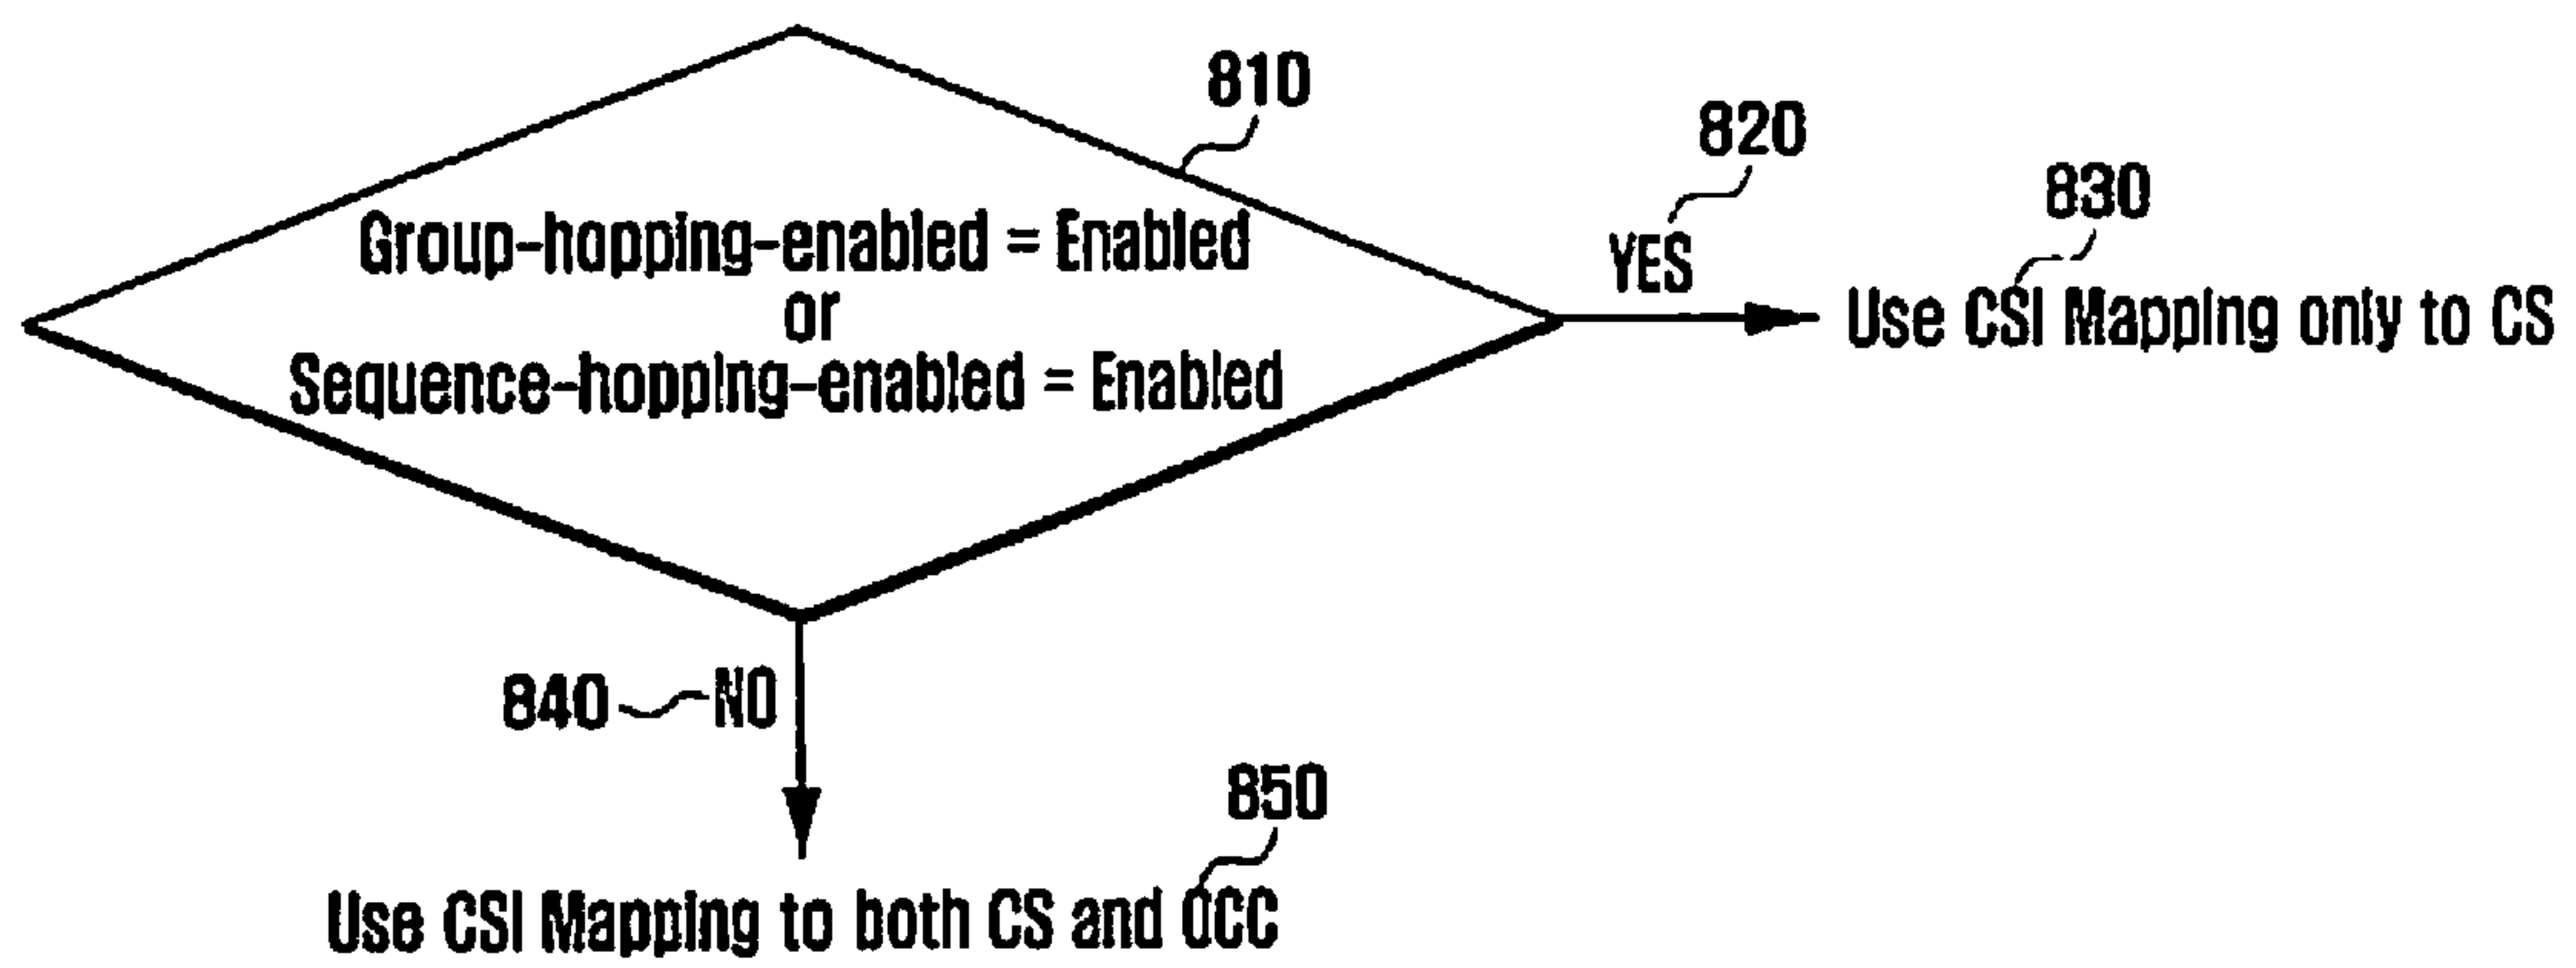 810
820
830
Group-hopping-enabled = Enabled
or
Sequence-hopping-enabled = Enabled
YES
Use CSI Mapping only to CS
840
NO
850
Use CSI Mapping to both CS and OCC